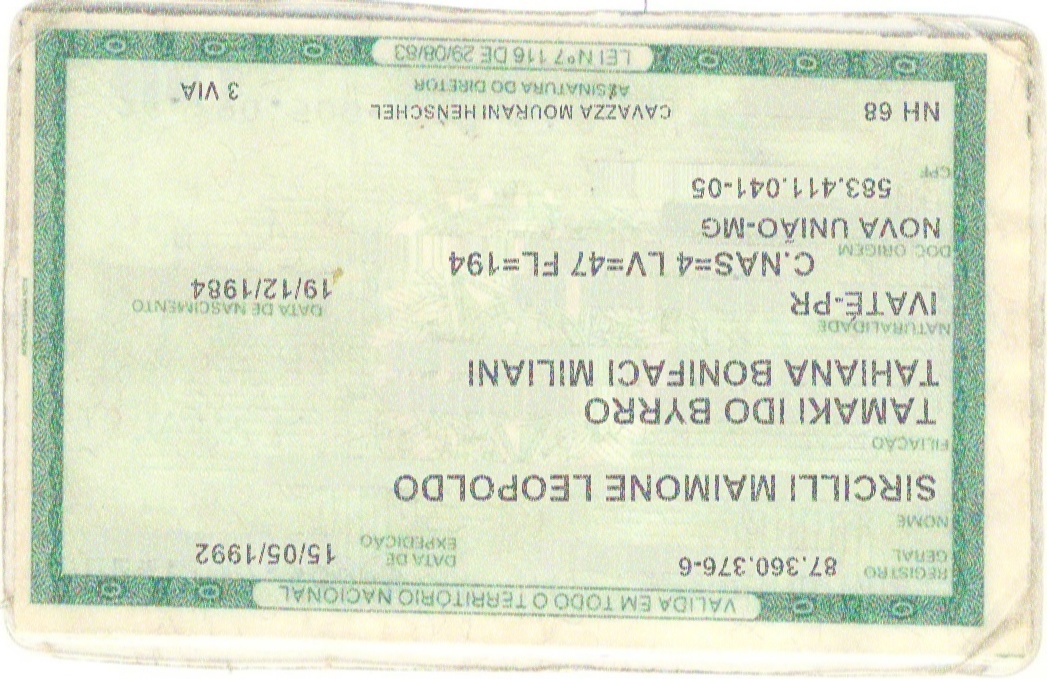 VALIDA EM TODO O TERRITÓRIO NACIONAL
REGISTRO GERAL 87.360.376-6 DATA DE EXPEDIÇÃO 15/05/1992
NOME
SIRCILLI MAIMONE LEOPOLDO
FILIAÇÃO
TAMAKI IDO BYRRO
TAHIANA BONIFACI MILIANI
NATURALIDADE DATA DE NASCIMENTO
IVATÉ-PR 19/12/1984
DOC ORIGEM C.NAS=4 LV=47 FL=194
NOVA UNIÃO-MG
CPF 583.411.041-05
NH 68 CAVAZZA MOURANI HENSCHEL 3 VIA
ASSINATURA DO DIRETOR
LEI Nº 7.116 DE 29/08/83